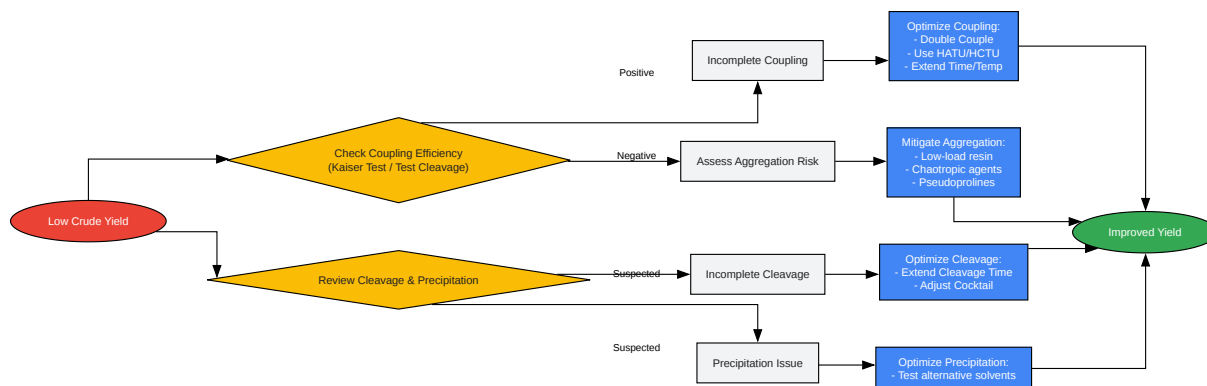 Optimize Coupling:
- Double Couple
- Use HATU/HCTU
- Extend Time/Temp
Incomplete Coupling
Positive
Check Coupling Efficiency
(Kaiser Test / Test Cleavage)
Negative
Assess Aggregation Risk
Mitigate Aggregation:
- Low-load resin
- Chaotropic agents
- Pseudoprolines
Low Crude Yield
Improved Yield
Review Cleavage & Precipitation
Suspected
Incomplete Cleavage
Optimize Cleavage:
- Extend Cleavage Time
- Adjust Cocktail
Suspected
Precipitation Issue
Optimize Precipitation:
- Test alternative solvents